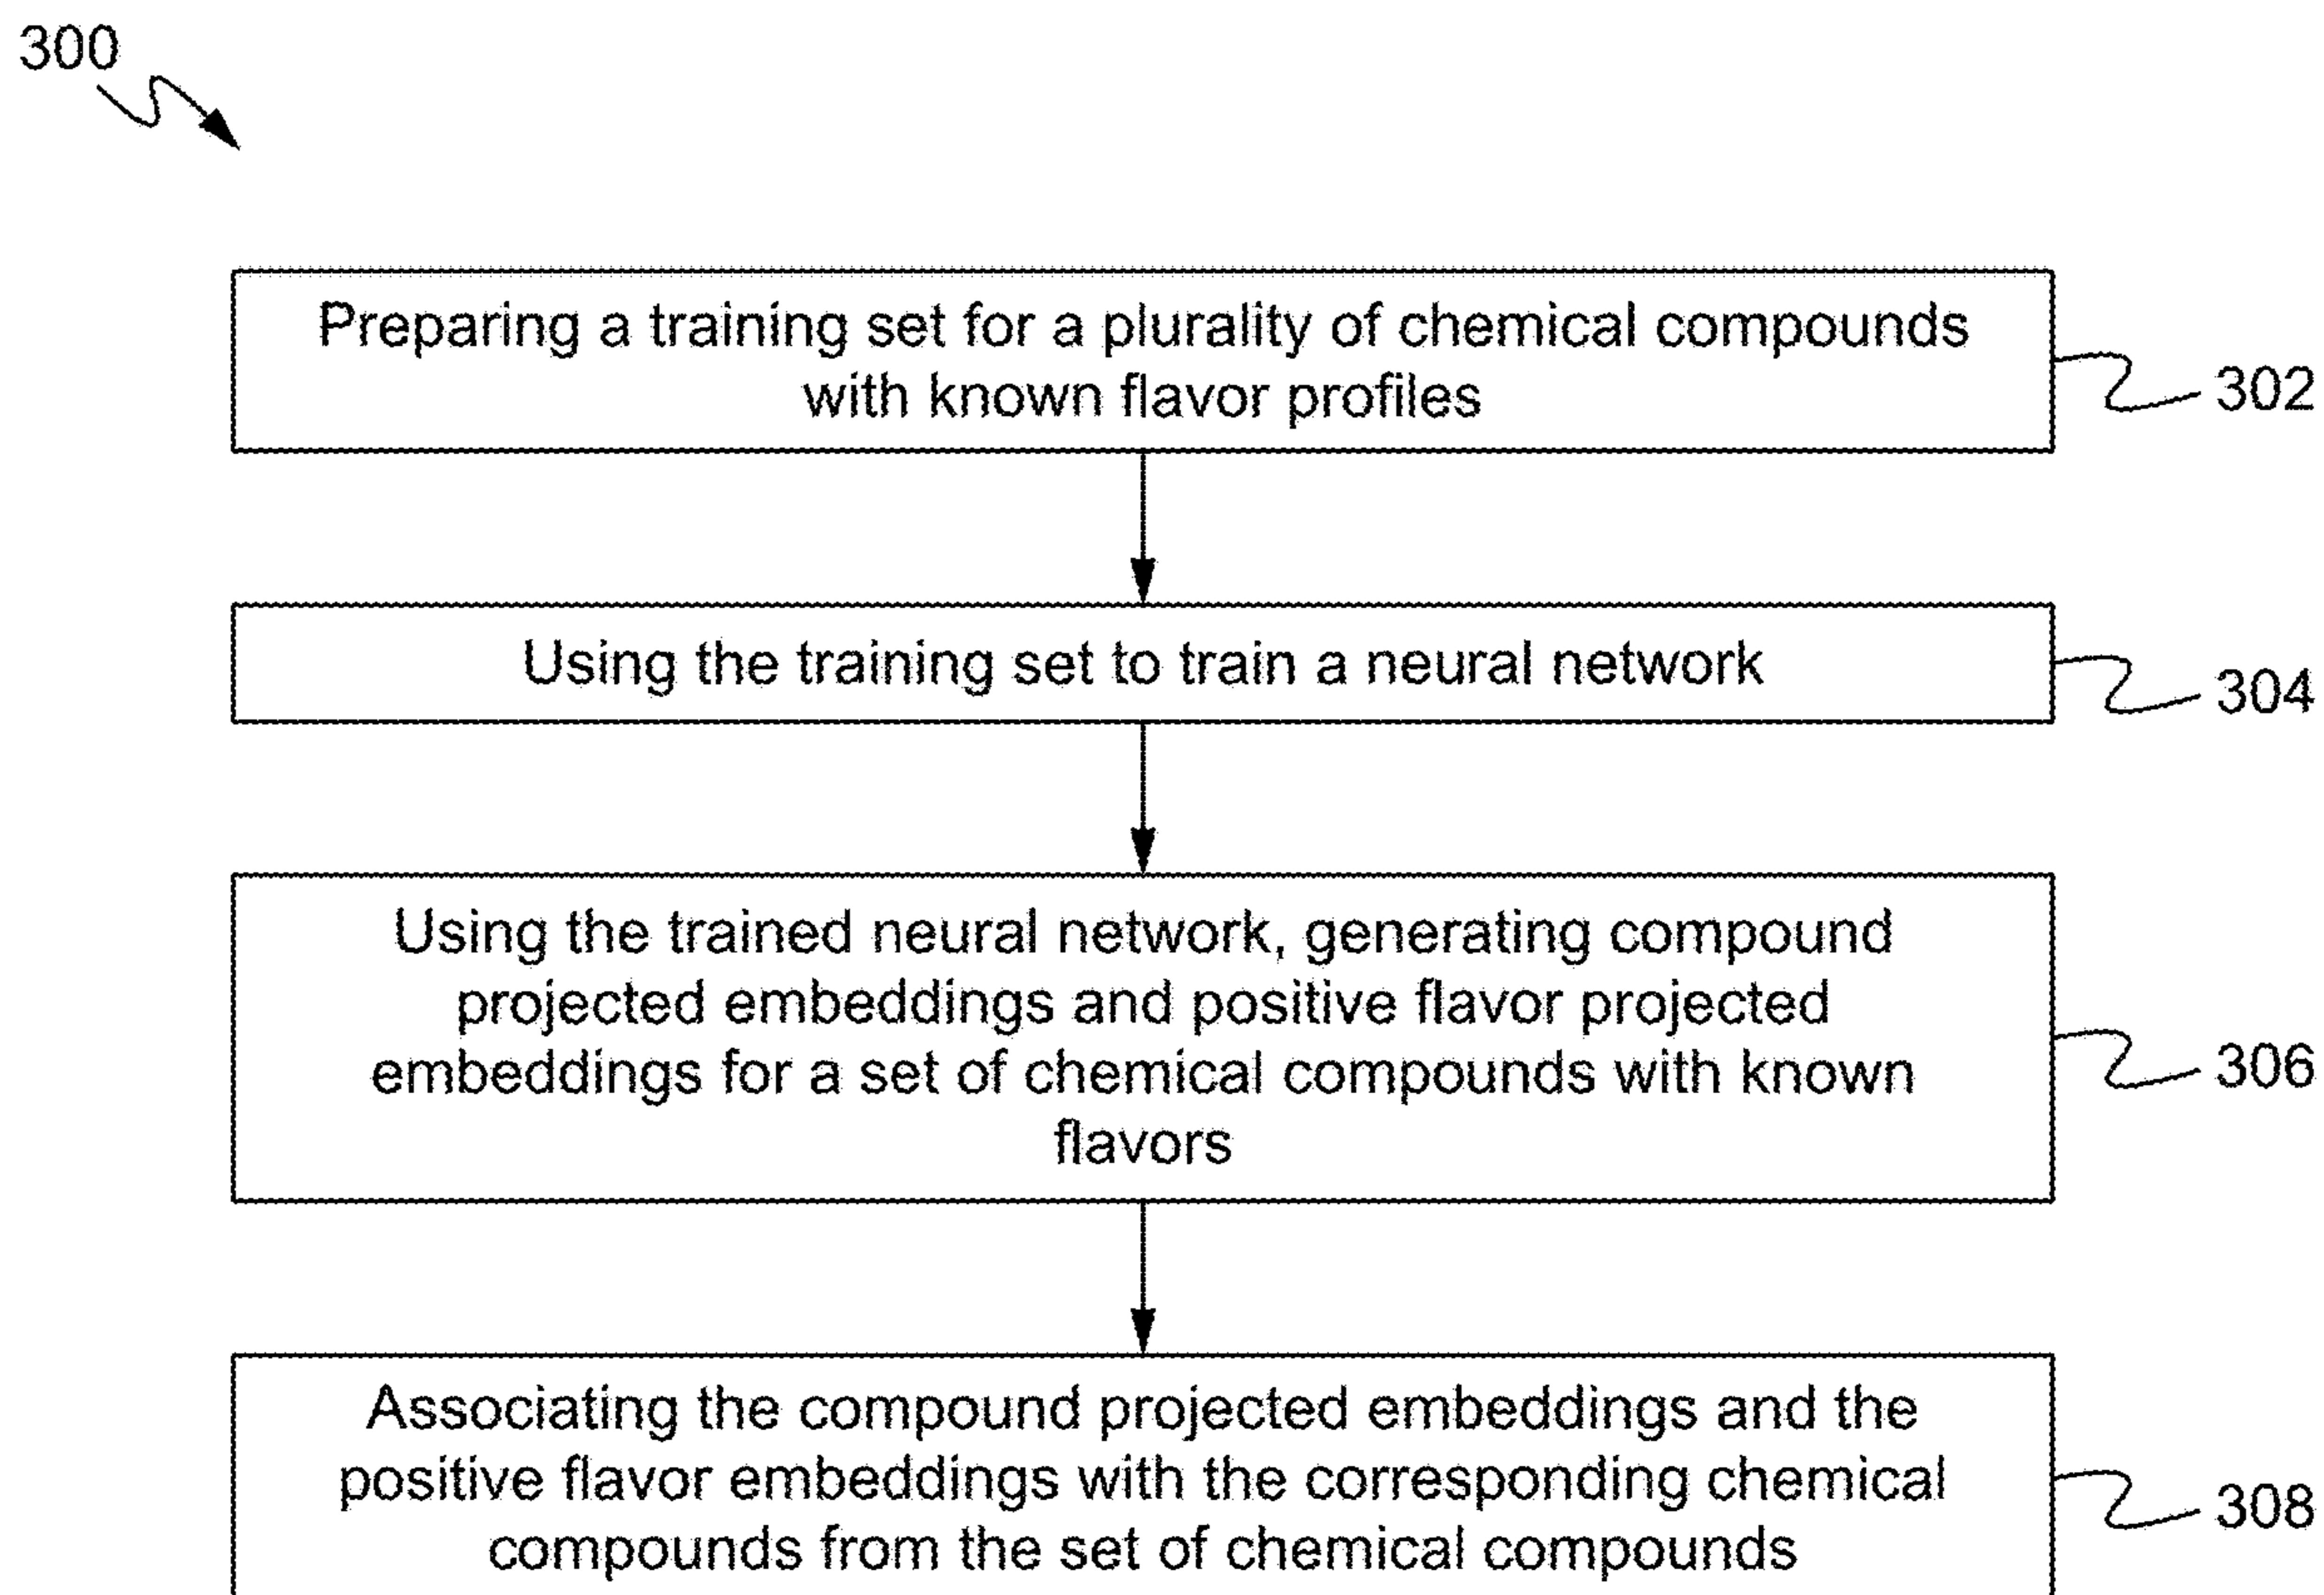 300
Preparing a training set for a plurality of chemical compounds
with known flavor profiles
302
Using the training set to train a neural network
304
Using the trained neural network, generating compound
projected embeddings and positive flavor projected
embeddings for a set of chemical compounds with known
flavors
306
Associating the compound projected embeddings and the
positive flavor embeddings with the corresponding chemical
compounds from the set of chemical compounds
308